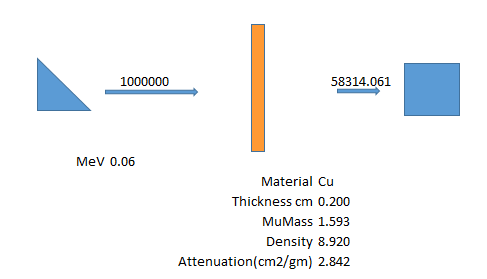 1000000
58314.061
MeV 0.06
Material Cu
Thickness cm 0.200
MuMass 1.593
Density 8.920
Attenuation(cm2/gm) 2.842